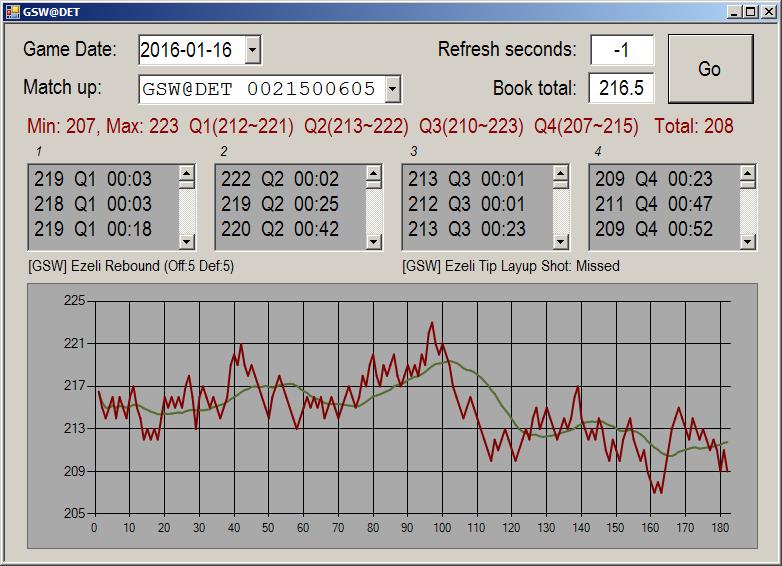 GSW@DET
Game Date: 2016-01-16 Refresh seconds: -1 Go
Match up: GSW@DET 0021500605 Book total: 216.5
Min: 207, Max: 223 Q1(212~221) Q2(213~222) Q3(210~223) Q4(207~215) Total: 208
1 2 3 4
219 Q1 00:03 222 Q2 00:02 213 Q3 00:01 209 Q4 00:23
218 Q1 00:03 219 Q2 00:25 212 Q3 00:01 211 Q4 00:47
219 Q1 00:18 220 Q2 00:42 213 Q3 00:23 209 Q4 00:52
[GSW] Ezeli Rebound (Off:5 Def:5) [GSW] Ezeli Tip Layup Shot: Missed
225
221
217
213
209
205
0 10 20 30 40 50 60 70 80 90 100 110 120 130 140 150 160 170 180